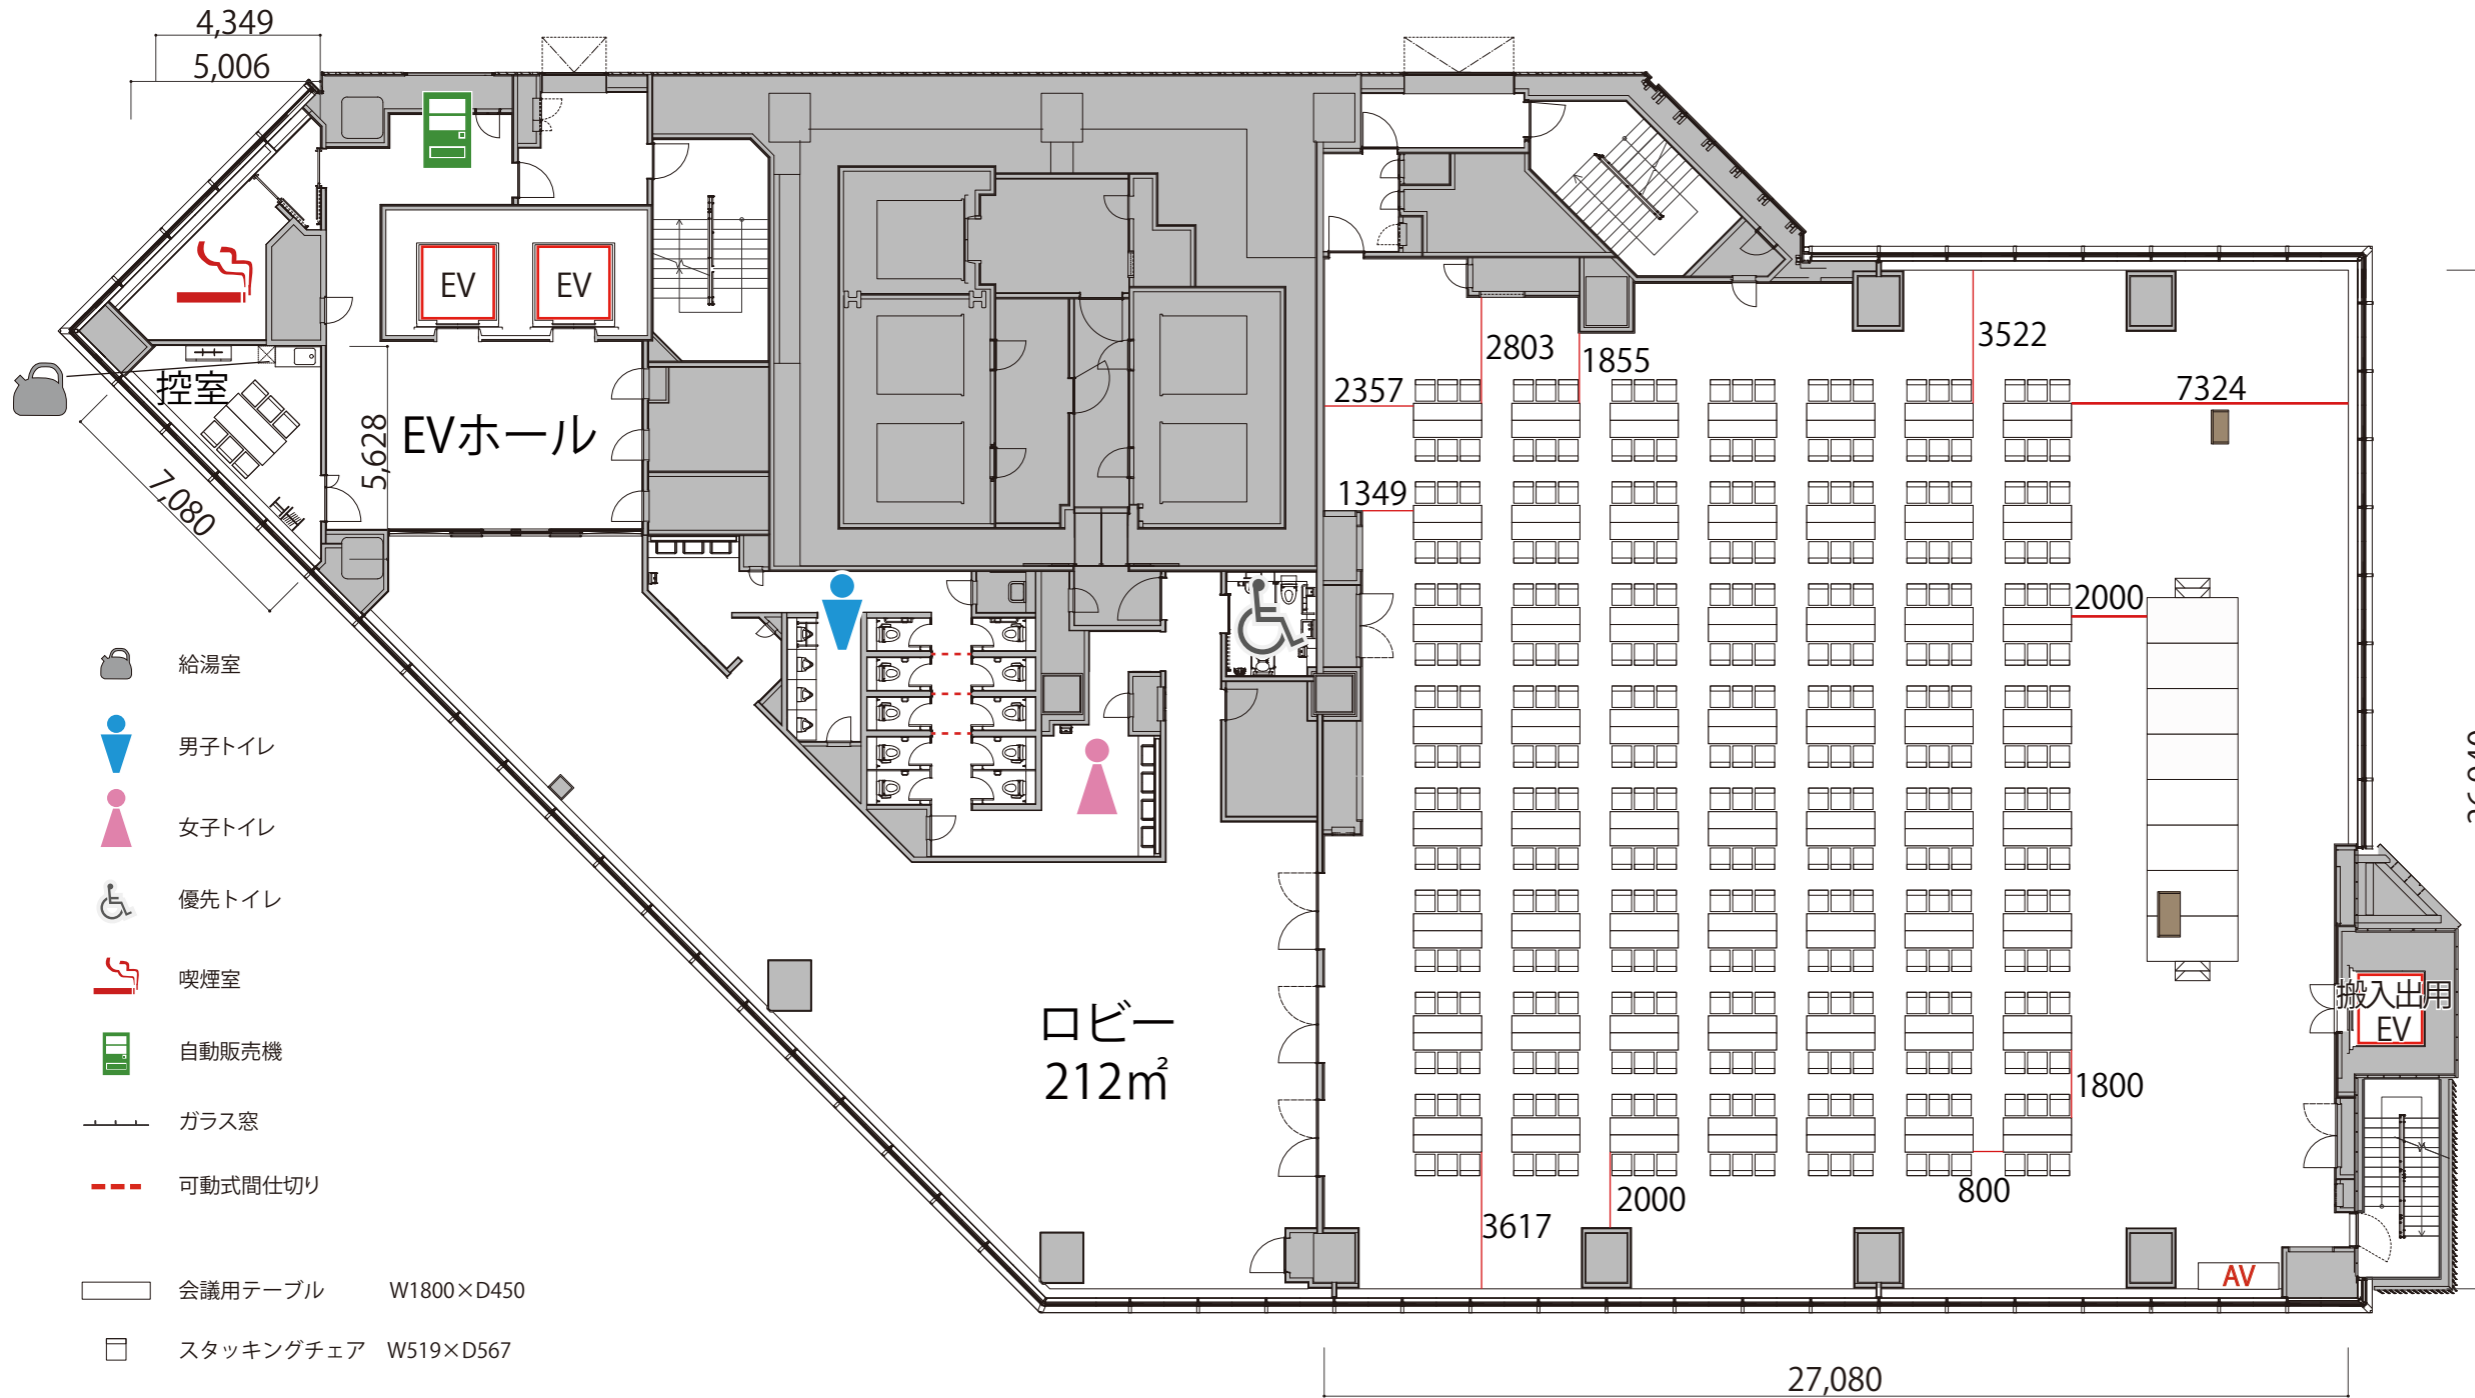 4,349
5,006
EV
EV
2803
1855
3522
2357
7324
控室
EVホール
5,628
1349
7,080
2000
給湯室
男子トイレ
女子トイレ
優先トイレ
喫煙室
搬入出用
EV
ロビー
212㎡
自動販売機
1800
ガラス窓
可動式間仕切り
800
2000
3617
AV
会議用テーブル W1800×D450
スタッキングチェア W519×D567
27,080